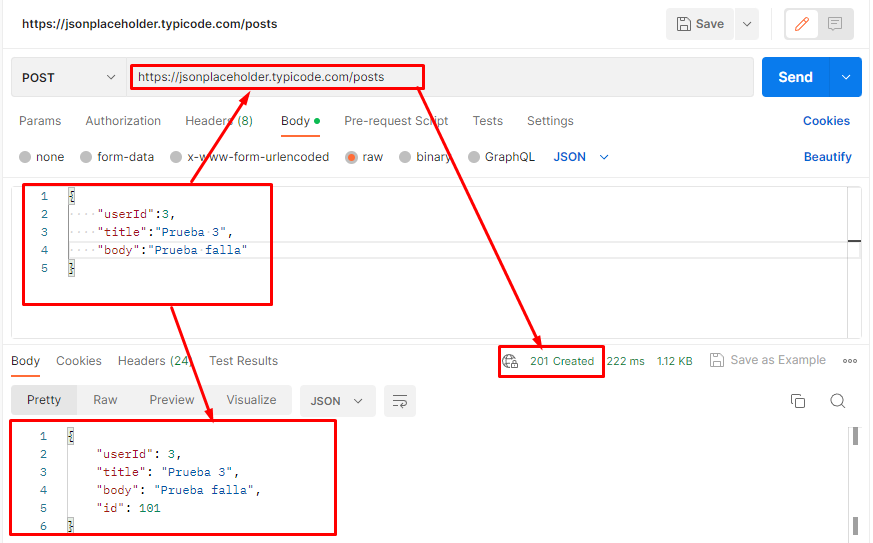 https://jsonplaceholder.typicode.com/posts Save
POST https://jsonplaceholder.typicode.com/posts Send
Params Authorization Headers (8) Body Pre-request Script Tests Settings Cookies
none form-data x-www-form-urlencoded raw binary GraphQL JSON Beautify
1 {
2 "userId":3,
3 "title":"Prueba 3",
4 "body":"Prueba falla"
5 }
Body Cookies Headers (24) Test Results 201 Created 222 ms 1.12 KB Save as Example
Pretty Raw Preview Visualize JSON
1 {
2 "userId": 3,
3 "title": "Prueba 3",
4 "body": "Prueba falla",
5 "id": 101
6 }